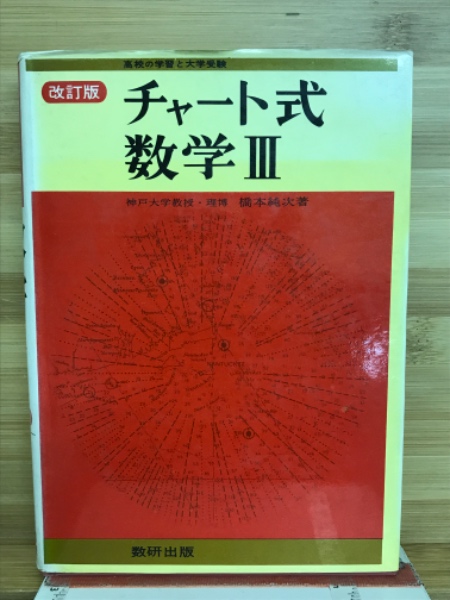 高校の学習と大学受験
改訂版
チャート式
数学III
神戸大学教授・理博 橋本純次著
数研出版